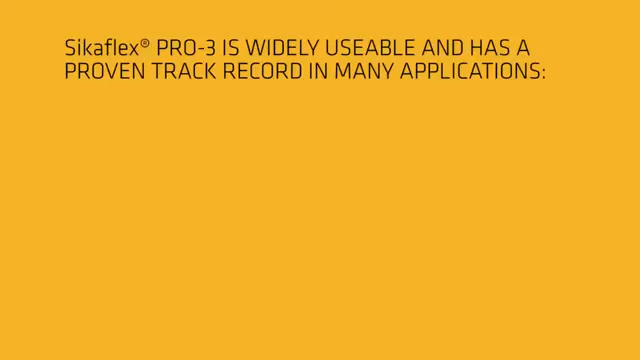 Sikaflex® PRO-3 IS WIDELY USEABLE AND HAS A
PROVEN TRACK RECORD IN MANY APPLICATIONS: